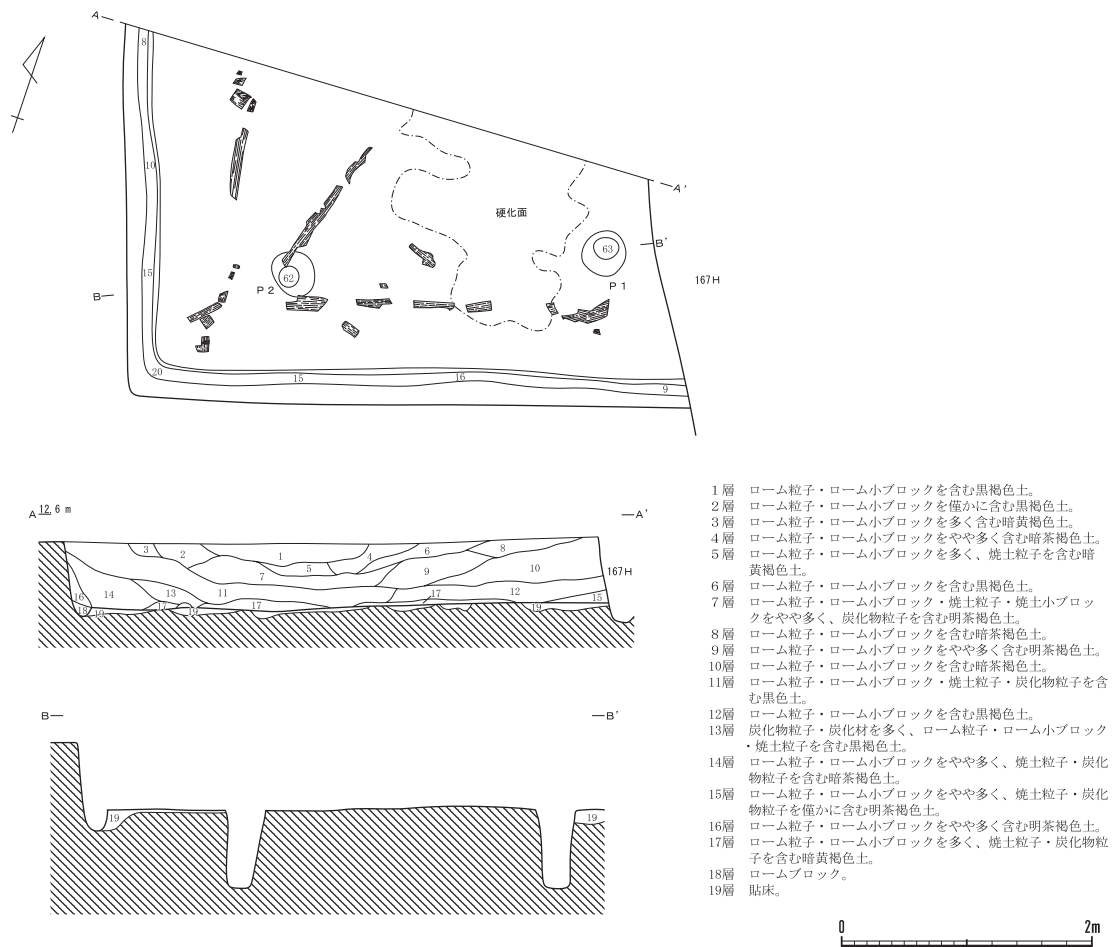 A
8
10
A'
硬化面
63
B'
62
P 2
P 1
167H
15
B
20
15
16
9
A 12.6 m
A'
3
2
1
4
6
8
5
7
9
10
167H
16
14
13
11
17
12
15
18
19
17
19
17
19
B
B'
19
19
1層 ローム粒子・ローム小ブロックを含む黒褐色土。
2層 ローム粒子・ローム小ブロックを僅かに含む黒褐色土。
3層 ローム粒子・ローム小ブロックを多く含む暗黄褐色土。
4層 ローム粒子・ローム小ブロックをやや多く含む暗茶褐色土。
5層 ローム粒子・ローム小ブロックを多く、焼土粒子を含む暗
黄褐色土。
6層 ローム粒子・ローム小ブロックを含む黒褐色土。
7層 ローム粒子・ローム小ブロック・焼土粒子・焼土小ブロッ
クをやや多く、炭化物粒子を含む明茶褐色土。
8層 ローム粒子・ローム小ブロックを含む暗茶褐色土。
9層 ローム粒子・ローム小ブロックをやや多く含む明茶褐色土。
10層 ローム粒子・ローム小ブロックを含む暗茶褐色土。
11層 ローム粒子・ローム小ブロック・焼土粒子・炭化物粒子を含
む黒色土。
12層 ローム粒子・ローム小ブロックを含む黒褐色土。
13層 炭化物粒子・炭化材を多く、ローム粒子・ローム小ブロック
・焼土粒子を含む黒褐色土。
14層 ローム粒子・ローム小ブロックをやや多く、焼土粒子・炭化
物粒子を含む暗茶褐色土。
15層 ローム粒子・ローム小ブロックをやや多く、焼土粒子・炭化
物粒子を僅かに含む明茶褐色土。
16層 ローム粒子・ローム小ブロックをやや多く含む明茶褐色土。
17層 ローム粒子・ローム小ブロックを多く、焼土粒子・炭化物粒
子を含む暗黄褐色土。
18層 ロームブロック。
19層 貼床。
0 2m